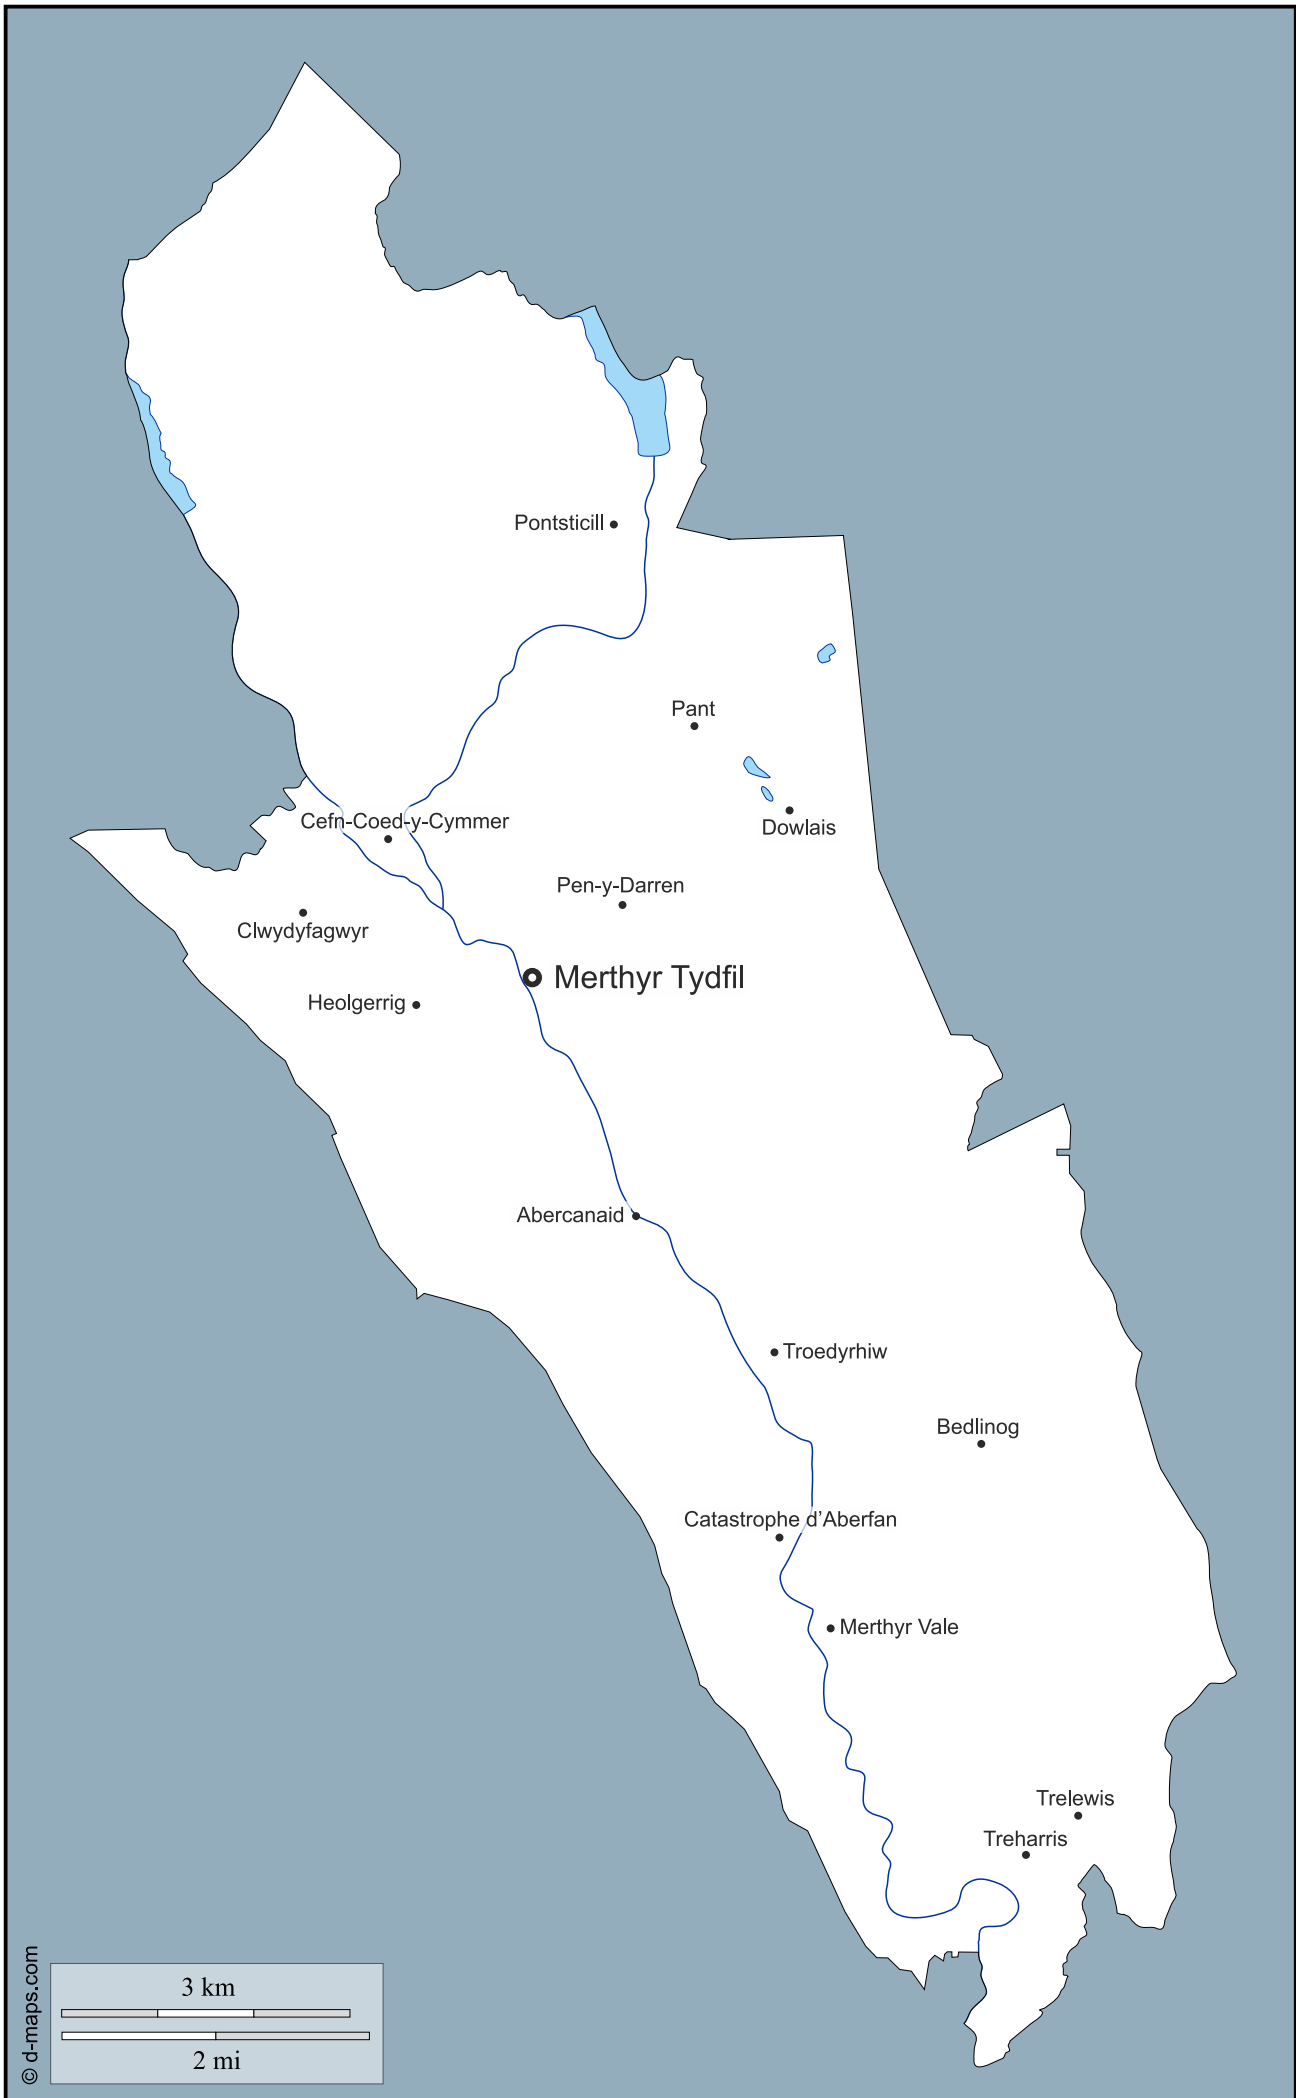 Pontsticill
Pant
Cefn-Coed-y-Cymmer
Dowlais
Pen-y-Darren
Clwydyfagwyr
Merthyr Tydfil
Heolgerrig
Abercanaid
Troedyrhiw
Bedlinog
Catastrophe d'Aberfan
Merthyr Vale
Trelewis
Treharris
3 km
2 mi
© d-maps.com